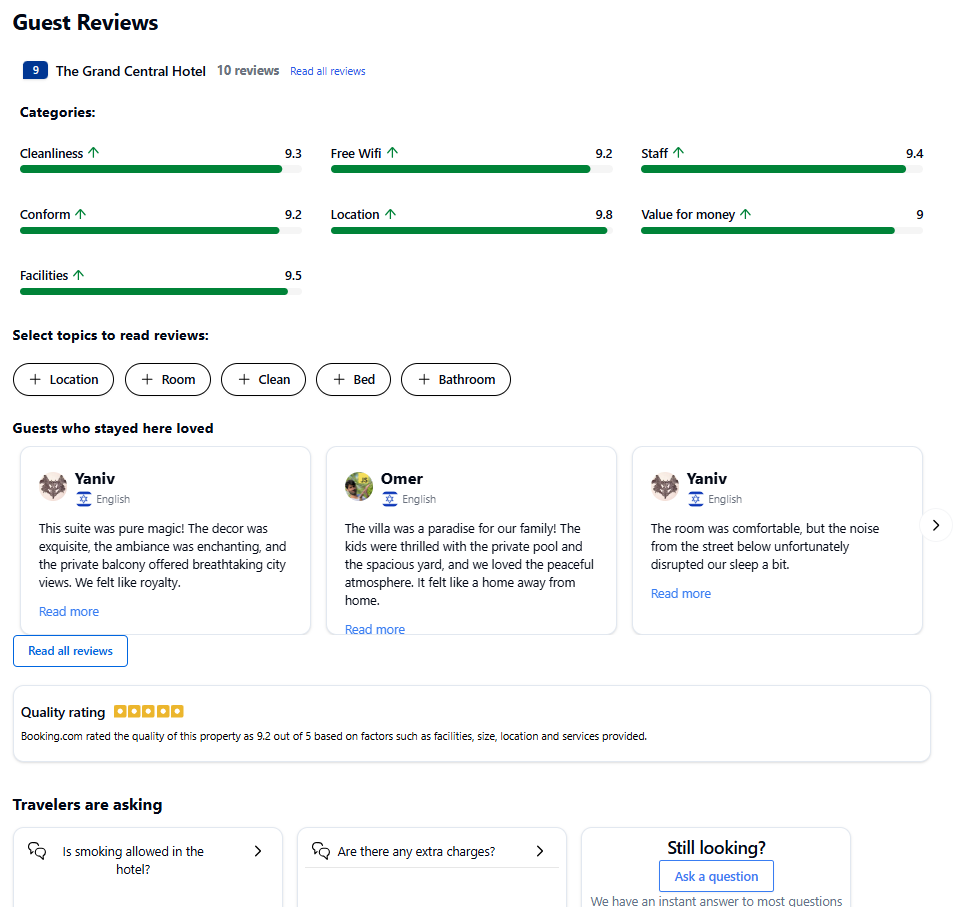 Guest Reviews
9 The Grand Central Hotel 10 reviews Read all reviews
Categories:
Cleanliness 9.3
Free Wifi 9.2
Staff 9.4
Conform 9.2
Location 9.8
Value for money 9
Facilities 9.5
Select topics to read reviews:
Location
Room
Clean
Bed
Bathroom
Guests who stayed here loved
Yaniv
English
This suite was pure magic! The decor was
exquisite, the ambiance was enchanting, and
the private balcony offered breathtaking city
views. We felt like royalty.
Read more
Omer
English
The villa was a paradise for our family! The
kids were thrilled with the private pool and
the spacious yard, and we loved the peaceful
atmosphere. It felt like a home away from
home.
Read more
Yaniv
English
The room was comfortable, but the noise
from the street below unfortunately
disrupted our sleep a bit.
Read more
Read all reviews
Quality rating
Booking.com rated the quality of this property as 9.2 out of 5 based on factors such as facilities, size, location and services provided.
Travelers are asking
Is smoking allowed in the
hotel?
Are there any extra charges?
Still looking?
Ask a question
We have an instant answer to most questions